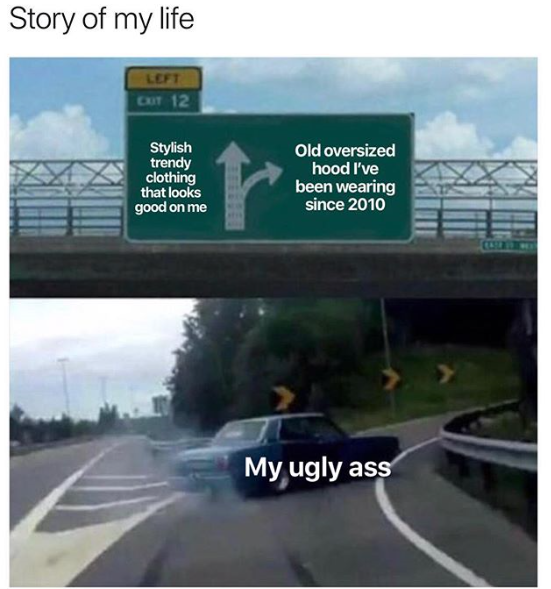 Story of my life
LEFT
EXIT 12
Stylish
trendy
clothing
that looks
good on me
Old oversized
hood I've
been wearing
since 2010
My ugly ass